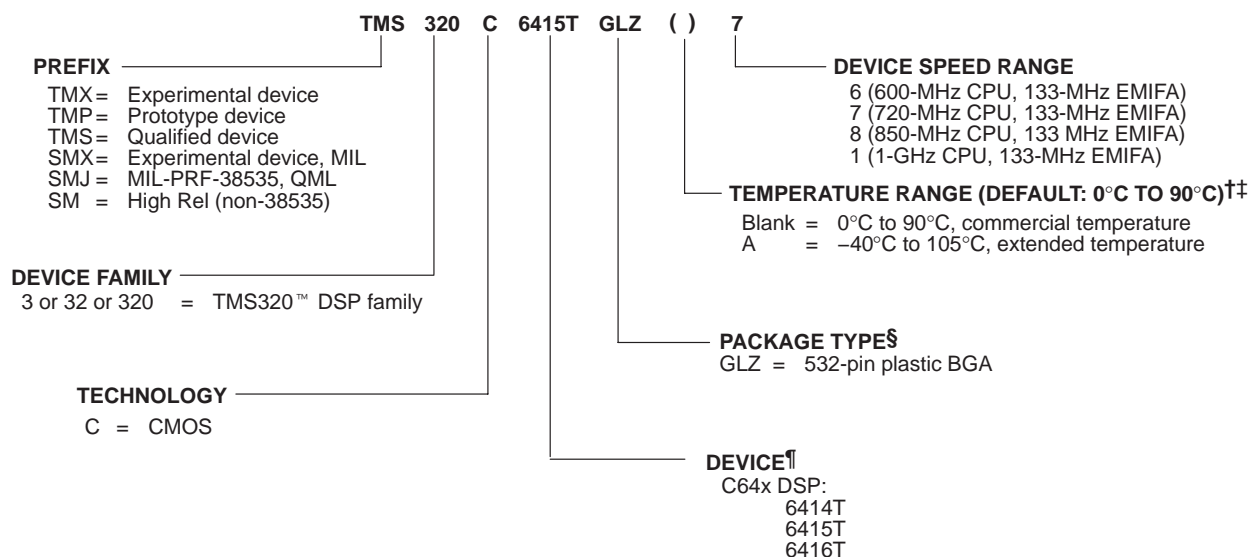 TMS 320 C 6415T GLZ ( ) 7
PREFIX
TMX= Experimental device
TMP= Prototype device
TMS= Qualified device
SMX= Experimental device, MIL
SMJ = MIL-PRF-38535, QML
SM = High Rel (non-38535)
DEVICE SPEED RANGE
6 (600-MHz CPU, 133-MHz EMIFA)
7 (720-MHz CPU, 133-MHz EMIFA)
8 (850-MHz CPU, 133 MHz EMIFA)
1 (1-GHz CPU, 133-MHz EMIFA)
TEMPERATURE RANGE (DEFAULT: 0°C TO 90°C)†‡
Blank = 0°C to 90°C, commercial temperature
A = −40°C to 105°C, extended temperature
DEVICE FAMILY
3 or 32 or 320 = TMS320™ DSP family
PACKAGE TYPE§
GLZ = 532-pin plastic BGA
TECHNOLOGY
C = CMOS
DEVICE¶
C64x DSP:
6414T
6415T
6416T